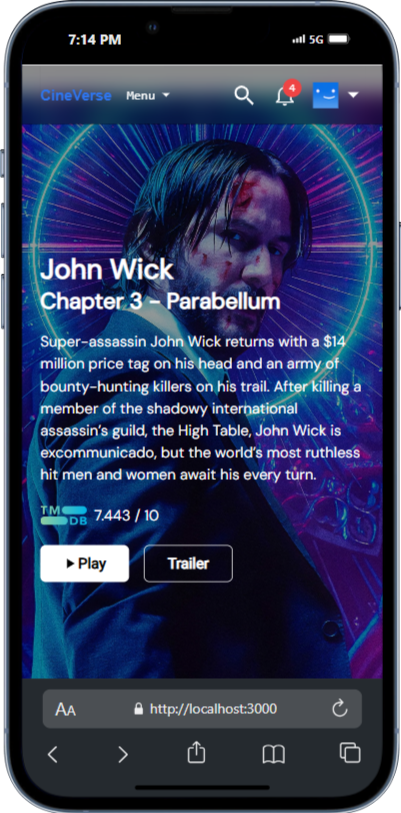 7:14 PM 5G
CineVerse Menu 4
John Wick
Chapter 3 – Parabellum
Super-assassin John Wick returns with a $14
million price tag on his head and an army of
bounty-hunting killers on his trail. After killing a
member of the shadowy international
assassin’s guild, the High Table, John Wick is
excommunicado, but the world’s most ruthless
hit men and women await his every turn.
TM
DB 7.443 / 10
Play Trailer
AA http://localhost:3000